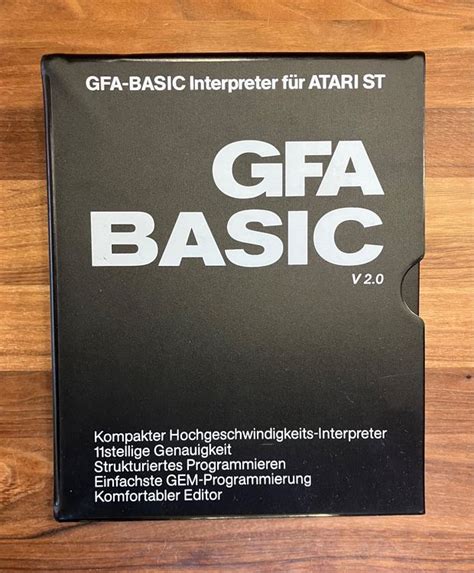 GFA-BASIC Interpreter für ATARI ST
GFA
BASIC
V 2.0
Kompakter Hochgeschwindigkeits-Interpreter
11stellige Genauigkeit
Strukturiertes Programmieren
Einfachste GEM-Programmierung
Komfortabler Editor